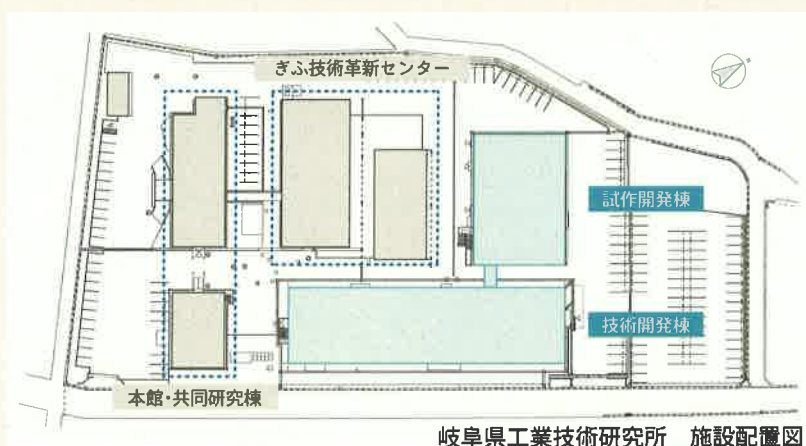 ぎふ技術革新センター
試作開発棟
技術開発棟
本館・共同研究棟
岐阜県工業技術研究所　施設配置図